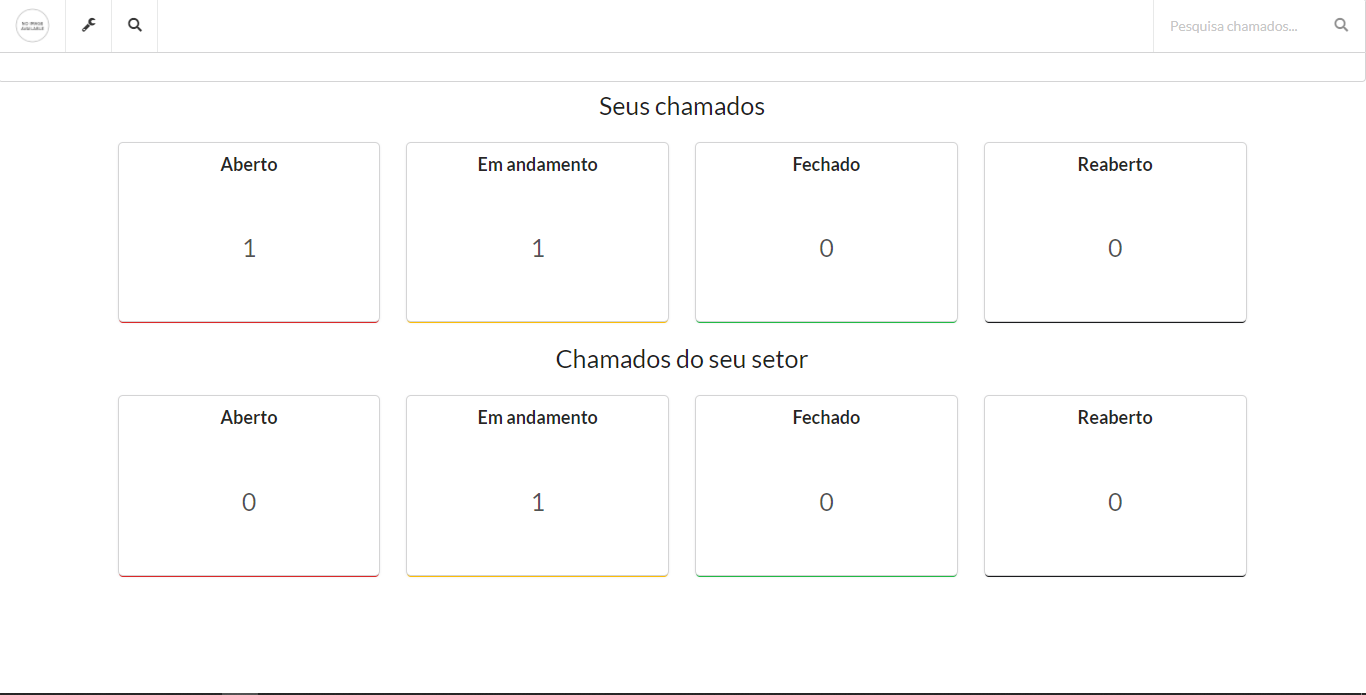 NO IMAGE
AVAILABLE
Pesquisa chamados...
Seus chamados
Aberto
Em andamento
Fechado
Reaberto
1
1
0
0
Chamados do seu setor
Aberto
Em andamento
Fechado
Reaberto
0
1
0
0